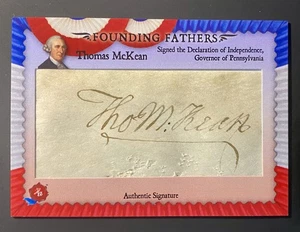 FOUNDING FATHERS
Thomas McKean
Signed the Declaration of Independence,
Governor of Pennsylvania
Tho M:Kean
Authentic Signature